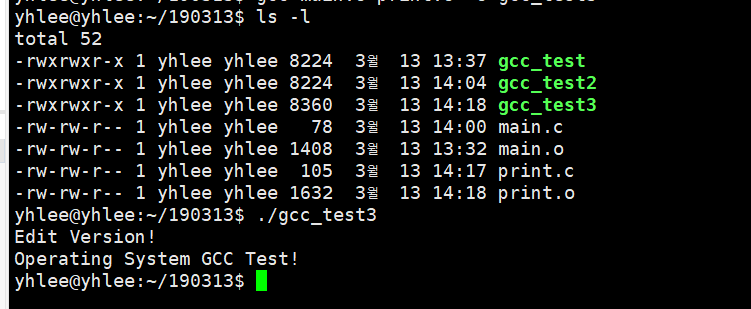 yhlee@yhlee:~/190313$ ls -l
total 52
-rwxrwxr-x 1 yhlee yhlee 8224  3월  13 13:37 gcc_test
-rwxrwxr-x 1 yhlee yhlee 8224  3월  13 14:04 gcc_test2
-rwxrwxr-x 1 yhlee yhlee 8360  3월  13 14:18 gcc_test3
-rw-rw-r-- 1 yhlee yhlee   78  3월  13 14:00 main.c
-rw-rw-r-- 1 yhlee yhlee 1408  3월  13 13:32 main.o
-rw-rw-r-- 1 yhlee yhlee  105  3월  13 14:17 print.c
-rw-rw-r-- 1 yhlee yhlee 1632  3월  13 14:18 print.o
yhlee@yhlee:~/190313$ ./gcc_test3
Edit Version!
Operating System GCC Test!
yhlee@yhlee:~/190313$